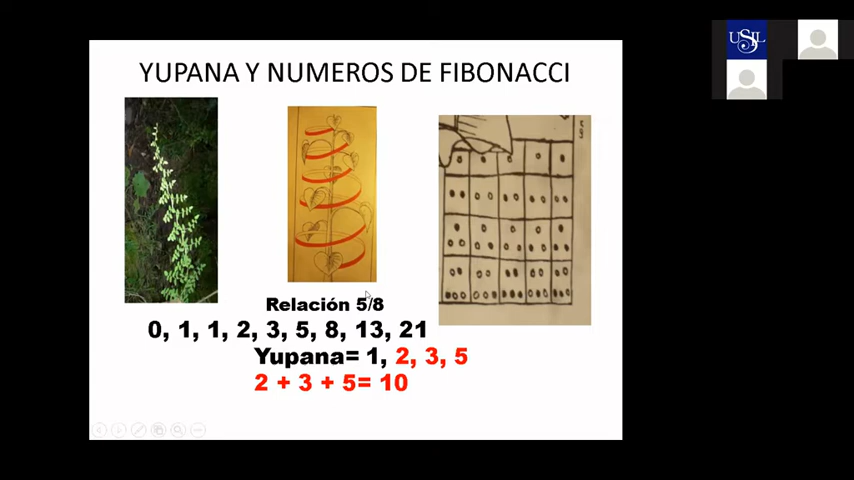 YUPANA Y NUMEROS DE FIBONACCI
Relación 5/8
0, 1, 1, 2, 3, 5, 8, 13, 21
Yupana= 1, 2, 3, 5
2 + 3 + 5= 10
USIL